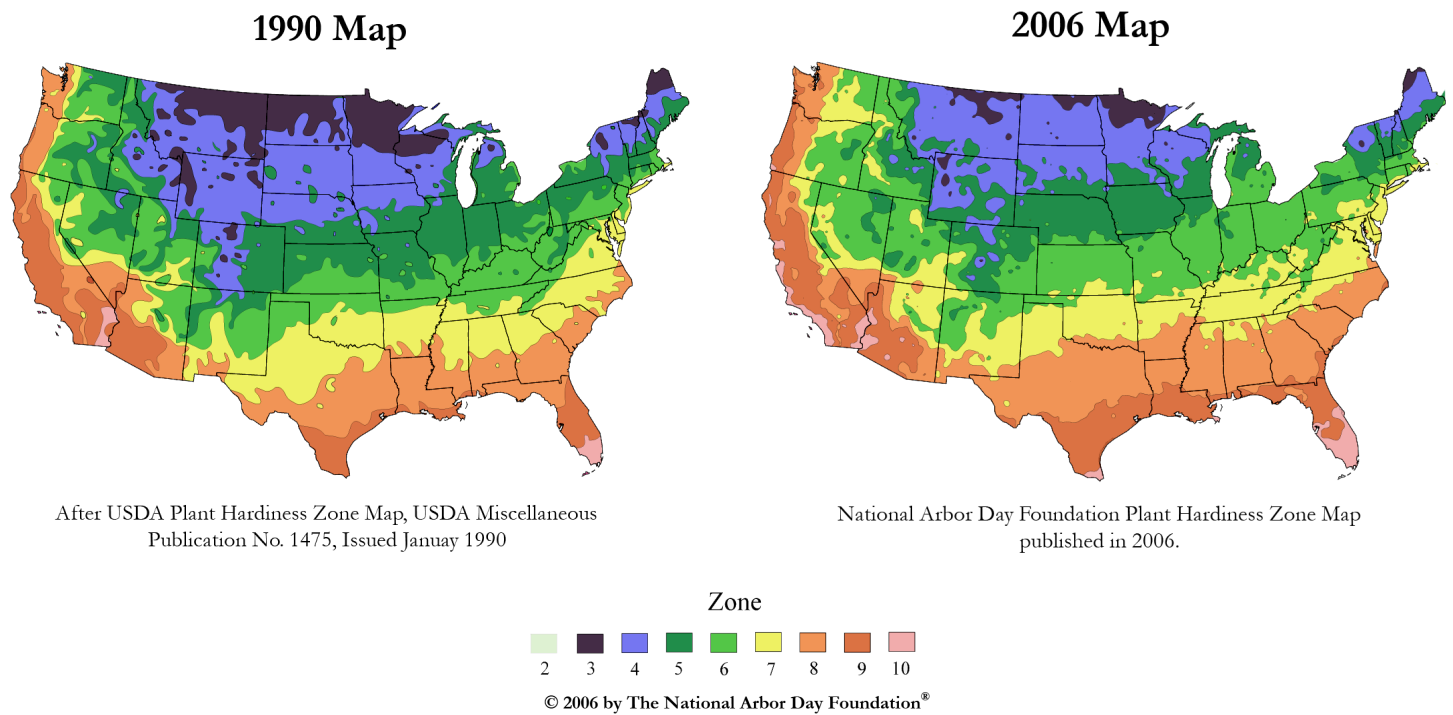 1990 Map
2006 Map
After USDA Plant Hardiness Zone Map, USDA Miscellaneous
Publication No. 1475, Issued Januay 1990
National Arbor Day Foundation Plant Hardiness Zone Map
published in 2006.
Zone
2 3 4 5 6 7 8 9 10
© 2006 by The National Arbor Day Foundation®